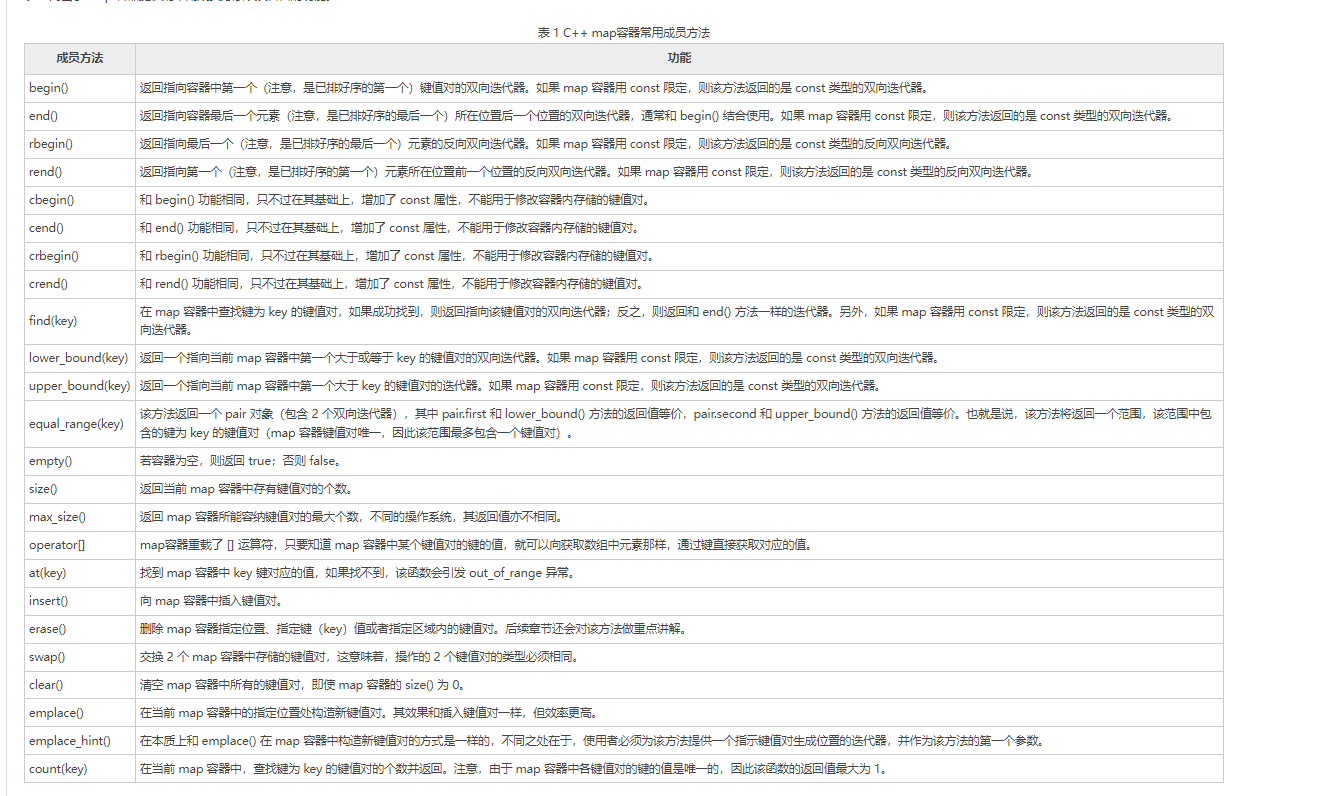 表 1 C++ map容器常用成员方法
成员方法 功能
begin() 返回指向容器中第一个（注意，是已排好序的第一个）键值对的双向迭代器。如果 map 容器用 const 限定，则该方法返回的是 const 类型的双向迭代器。
end() 返回指向容器最后一个元素（注意，是已排好序的最后一个）所在位置后一个位置的双向迭代器，通常和 begin() 结合使用。如果 map 容器用 const 限定，则该方法返回的是 const 类型的双向迭代器。
rbegin() 返回指向最后一个（注意，是已排好序的最后一个）元素的反向双向迭代器。如果 map 容器用 const 限定，则该方法返回的是 const 类型的反向双向迭代器。
rend() 返回指向第一个（注意，是已排好序的第一个）元素所在位置前一个位置的反向双向迭代器。如果 map 容器用 const 限定，则该方法返回的是 const 类型的反向双向迭代器。
cbegin() 和 begin() 功能相同，只不过在其基础上，增加了 const 属性，不能用于修改容器内存储的键值对。
cend() 和 end() 功能相同，只不过在其基础上，增加了 const 属性，不能用于修改容器内存储的键值对。
crbegin() 和 rbegin() 功能相同，只不过在其基础上，增加了 const 属性，不能用于修改容器内存储的键值对。
crend() 和 rend() 功能相同，只不过在其基础上，增加了 const 属性，不能用于修改容器内存储的键值对。
find(key) 在 map 容器中查找键为 key 的键值对，如果成功找到，则返回指向该键值对的双向迭代器；反之，则返回和 end() 方法一样的迭代器。另外，如果 map 容器用 const 限定，则该方法返回的是 const 类型的双
向迭代器。
lower_bound(key) 返回一个指向当前 map 容器中第一个大于或等于 key 的键值对的双向迭代器。如果 map 容器用 const 限定，则该方法返回的是 const 类型的双向迭代器。
upper_bound(key) 返回一个指向当前 map 容器中第一个大于 key 的键值对的迭代器。如果 map 容器用 const 限定，则该方法返回的是 const 类型的双向迭代器。
equal_range(key) 该方法返回一个 pair 对象（包含 2 个双向迭代器），其中 pair.first 和 lower_bound() 方法的返回值等价，pair.second 和 upper_bound() 方法的返回值等价。也就是说，该方法将返回一个范围，该范围中包
含的键为 key 的键值对（map 容器键值对唯一，因此该范围最多包含一个键值对）。
empty() 若容器为空，则返回 true；否则 false。
size() 返回当前 map 容器中存有键值对的个数。
max_size() 返回 map 容器所能容纳键值对的最大个数，不同的操作系统，其返回值亦不相同。
operator[] map容器重载了 [] 运算符，只要知道 map 容器中某个键值对的键的值，就可以向获取数组中元素那样，通过键直接获取对应的值。
at(key) 找到 map 容器中 key 键对应的值，如果找不到，该函数会引发 out_of_range 异常。
insert() 向 map 容器中插入键值对。
erase() 删除 map 容器指定位置、指定键（key）值或者指定区域内的键值对。后续章节还会对该方法做重点讲解。
swap() 交换 2 个 map 容器中存储的键值对，这意味着，操作的 2 个键值对的类型必须相同。
clear() 清空 map 容器中所有的键值对，即使 map 容器的 size() 为 0。
emplace() 在当前 map 容器中的指定位置处构造新键值对。其效果和插入键值对一样，但效率更高。
emplace_hint() 在本质上和 emplace() 在 map 容器中构造新键值对的方式是一样的，不同之处在于，使用者必须为该方法提供一个指示键值对生成位置的迭代器，并作为该方法的第一个参数。
count(key) 在当前 map 容器中，查找键为 key 的键值对的个数并返回。注意，由于 map 容器中各键值对的键的值是唯一的，因此该函数的返回值最大为 1。